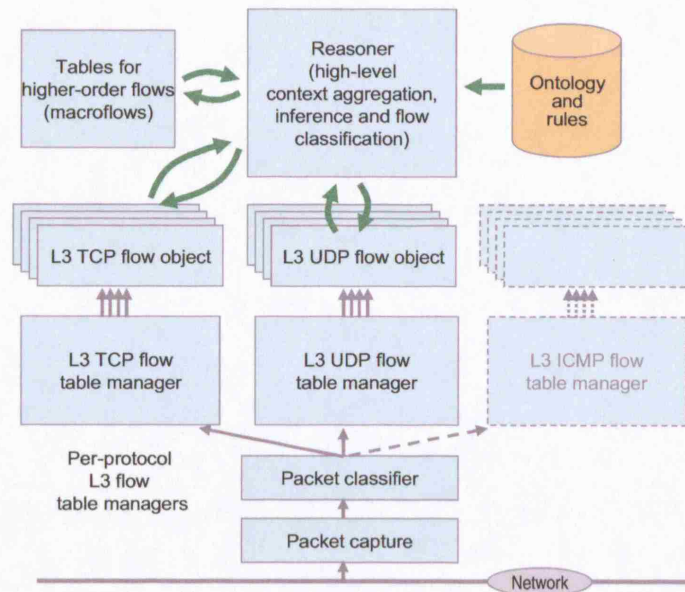 Tables for
higher-order flows
(macroflows)
Reasoner
(high-level
context aggregation,
inference and flow
classification)
Ontology
and
rules
L3 TCP flow object
L3 UDP flow object
L3 TCP flow
table manager
L3 UDP flow
table manager
L3 ICMP flow
table manager
Per-protocol
L3 flow
table managers
Packet classifier
Packet capture
Network